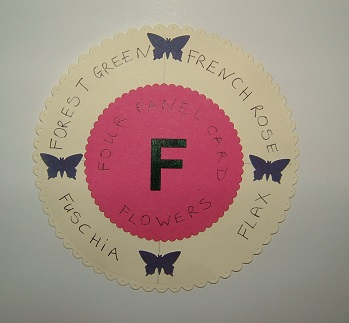 FOREST GREEN
FRENCH ROSE
FUSCHIA
FLAX
FOUR PANEL CARD
F
FLOWERS